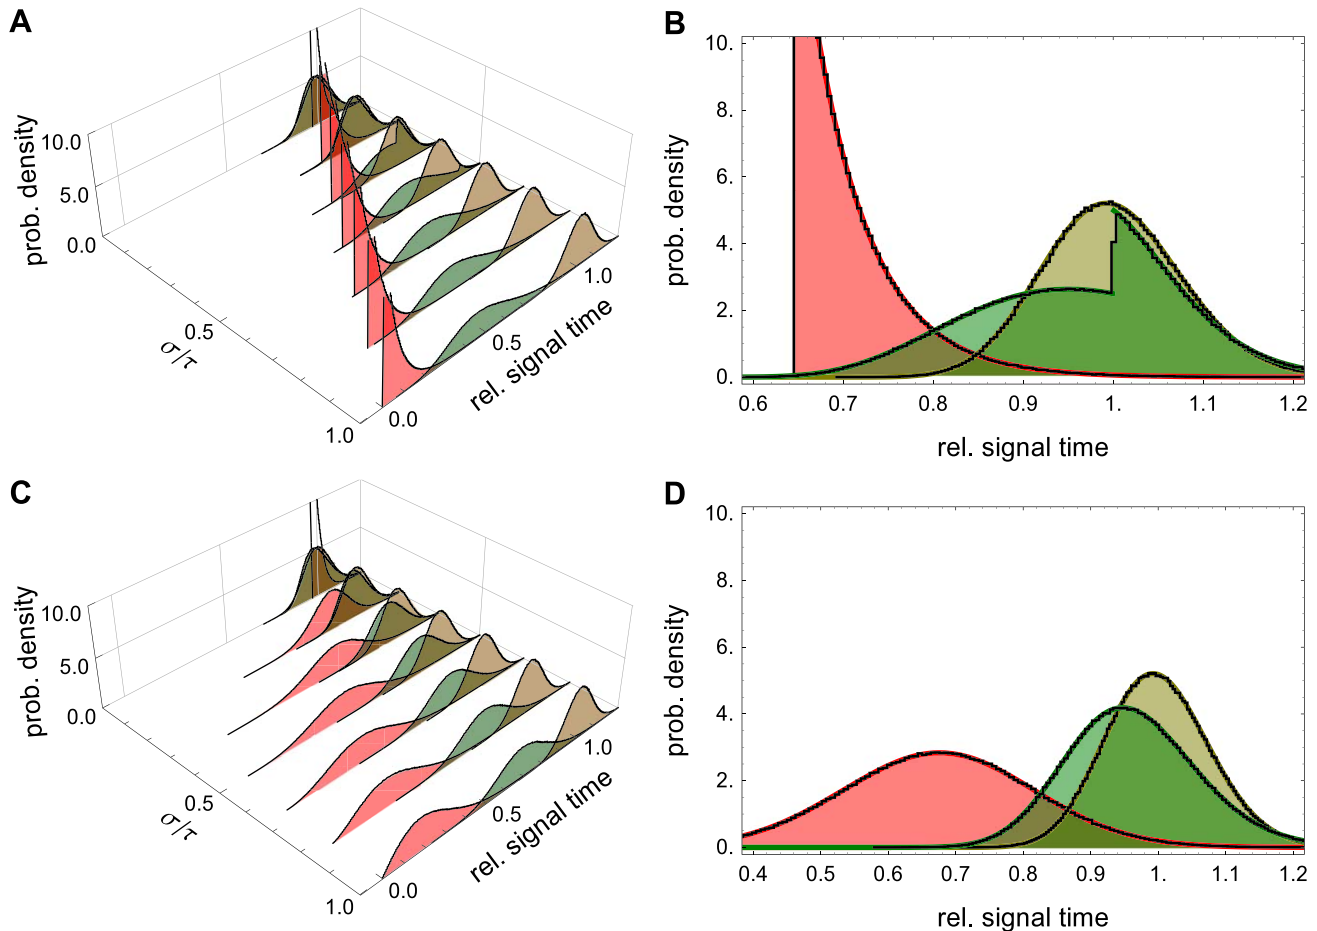 A
10.0
5.0
0.0
prob. density
0.5
σ/τ
1.0
0.0
0.5
1.0
rel. signal time
B
10.
8.
6.
4.
2.
0.
prob. density
0.6 0.7 0.8 0.9 1. 1.1 1.2
rel. signal time
C
10.0
5.0
0.0
prob. density
0.5
σ/τ
1.0
0.0
0.5
1.0
rel. signal time
D
10.
8.
6.
4.
2.
0.
prob. density
0.4 0.5 0.6 0.7 0.8 0.9 1. 1.1 1.2
rel. signal time